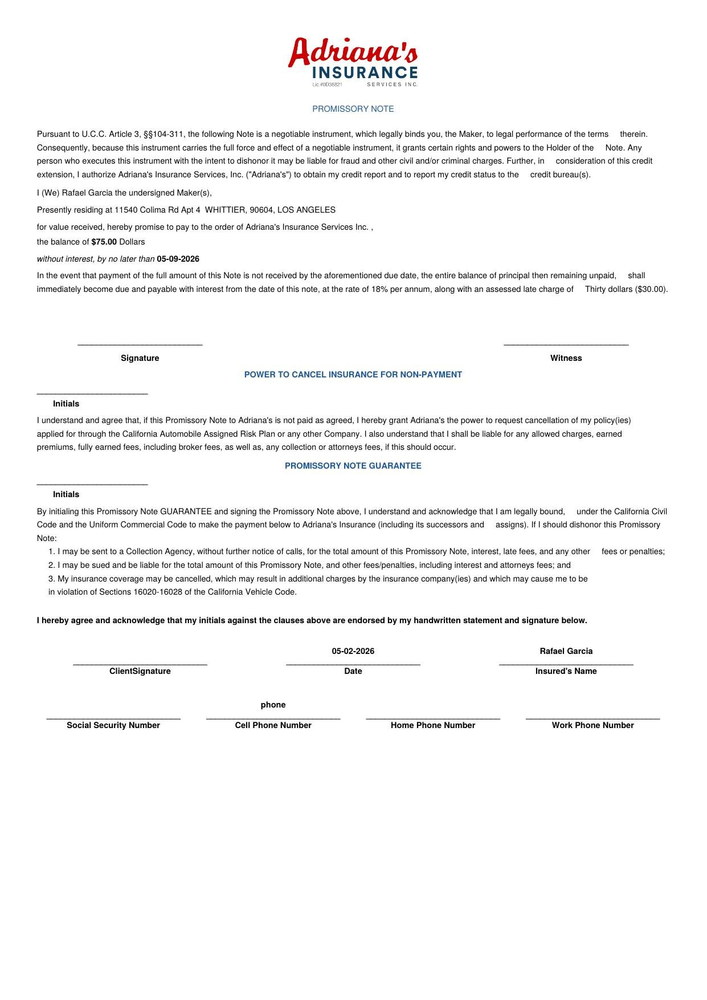 Adriana's
INSURANCE
Lic.#0D36821 SERVICES INC.
PROMISSORY NOTE
Pursuant to U.C.C. Article 3, §§104-311, the following Note is a negotiable instrument, which legally binds you, the Maker, to legal performance of the terms therein.
Consequently, because this instrument carries the full force and effect of a negotiable instrument, it grants certain rights and powers to the Holder of the Note. Any
person who executes this instrument with the intent to dishonor it may be liable for fraud and other civil and/or criminal charges. Further, in consideration of this credit
extension, I authorize Adriana's Insurance Services, Inc. ("Adriana's") to obtain my credit report and to report my credit status to the credit bureau(s).
I (We) Rafael Garcia the undersigned Maker(s),
Presently residing at 11540 Colima Rd Apt 4 WHITTIER, 90604, LOS ANGELES
for value received, hereby promise to pay to the order of Adriana's Insurance Services Inc. ,
the balance of $75.00 Dollars
without interest, by no later than 05-09-2026
In the event that payment of the full amount of this Note is not received by the aforementioned due date, the entire balance of principal then remaining unpaid, shall
immediately become due and payable with interest from the date of this note, at the rate of 18% per annum, along with an assessed late charge of Thirty dollars ($30.00).
Signature Witness
POWER TO CANCEL INSURANCE FOR NON-PAYMENT
Initials
I understand and agree that, if this Promissory Note to Adriana's is not paid as agreed, I hereby grant Adriana's the power to request cancellation of my policy(ies)
applied for through the California Automobile Assigned Risk Plan or any other Company. I also understand that I shall be liable for any allowed charges, earned
premiums, fully earned fees, including broker fees, as well as, any collection or attorneys fees, if this should occur.
PROMISSORY NOTE GUARANTEE
Initials
By initialing this Promissory Note GUARANTEE and signing the Promissory Note above, I understand and acknowledge that I am legally bound, under the California Civil
Code and the Uniform Commercial Code to make the payment below to Adriana's Insurance (including its successors and assigns). If I should dishonor this Promissory
Note:
1. I may be sent to a Collection Agency, without further notice of calls, for the total amount of this Promissory Note, interest, late fees, and any other fees or penalties;
2. I may be sued and be liable for the total amount of this Promissory Note, and other fees/penalties, including interest and attorneys fees; and
3. My insurance coverage may be cancelled, which may result in additional charges by the insurance company(ies) and which may cause me to be
in violation of Sections 16020-16028 of the California Vehicle Code.
I hereby agree and acknowledge that my initials against the clauses above are endorsed by my handwritten statement and signature below.
05-02-2026 Rafael Garcia
ClientSignature Date Insured's Name
phone
Social Security Number Cell Phone Number Home Phone Number Work Phone Number